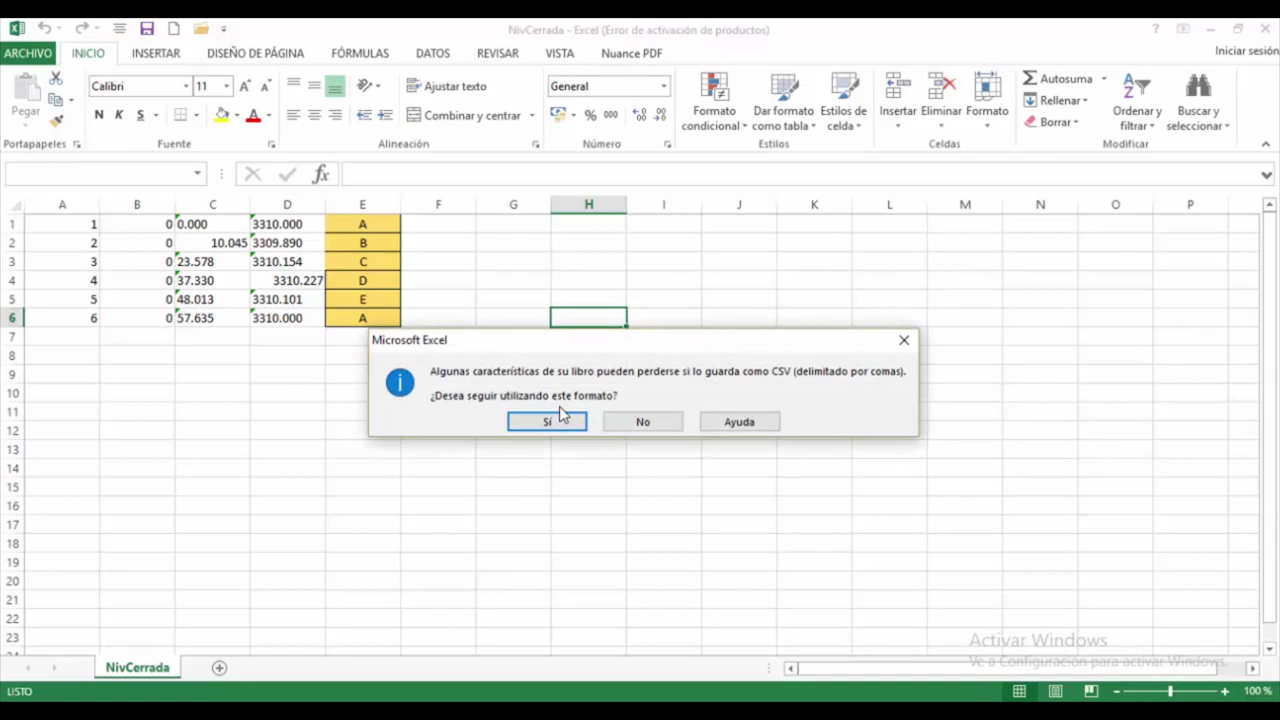 NivCerrada - Excel (Error de activación de productos)
ARCHIVO INICIO INSERTAR DISEÑO DE PÁGINA FÓRMULAS DATOS REVISAR VISTA Nuance PDF Iniciar sesión
Pegar
Calibri 11
N K S
Ajustar texto
Combinar y centrar
General
% 000
Formato condicional
Dar formato como tabla
Estilos de celda
Insertar Eliminar Formato
Autosuma
Rellenar
Borrar
Ordenar y filtrar
Buscar y seleccionar
Portapapeles Fuente Alineación Número Estilos Celdas Modificar
fx
A B C D E F G H I J K L M N O P
1 1 0 0.000 3310.000 A
2 2 0 10.045 3309.890 B
3 3 0 23.578 3310.154 C
4 4 0 37.330 3310.227 D
5 5 0 48.013 3310.101 E
6 6 0 57.635 3310.000 A
7
8
9
10
11
12
13
14
15
16
17
18
19
20
21
22
23
Microsoft Excel
Algunas características de su libro pueden perderse si lo guarda como CSV (delimitado por comas).
¿Desea seguir utilizando este formato?
Sí No Ayuda
Activar Windows
Ve a Configuración para activar Windows.
NivCerrada
LISTO 100 %